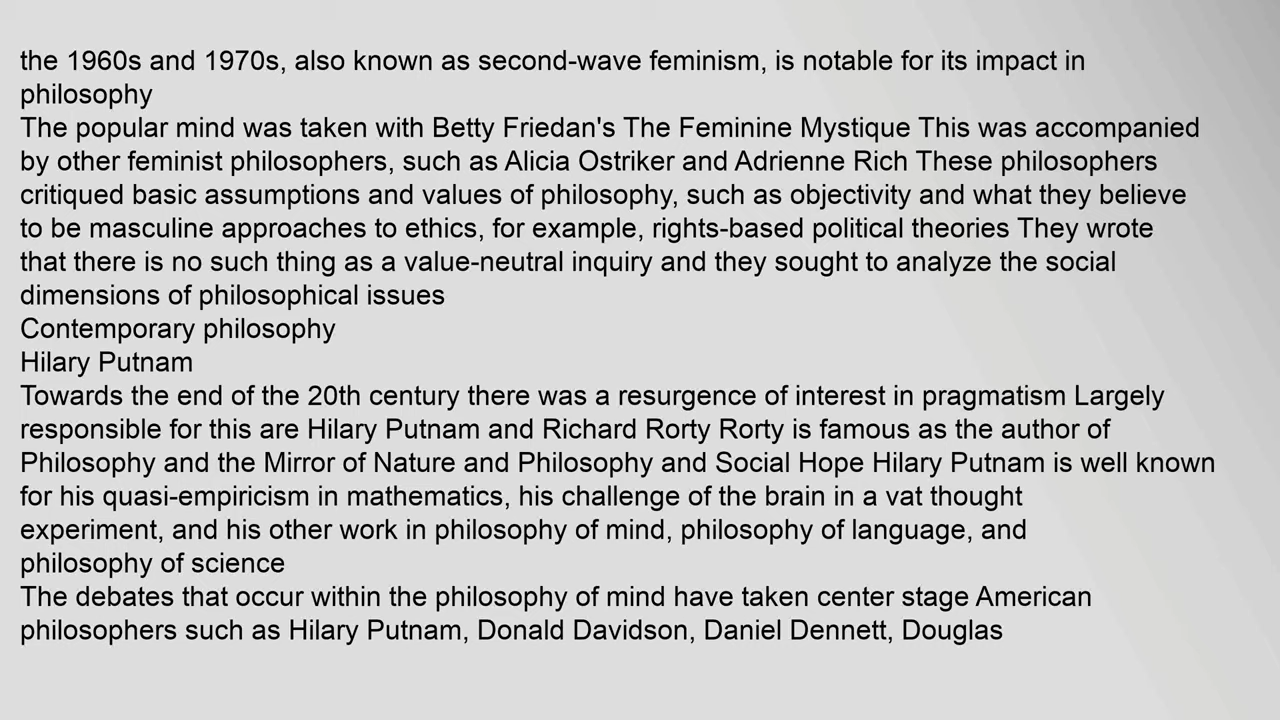 the 1960s and 1970s, also known as second-wave feminism, is notable for its impact in
philosophy
The popular mind was taken with Betty Friedan's The Feminine Mystique This was accompanied
by other feminist philosophers, such as Alicia Ostriker and Adrienne Rich These philosophers
critiqued basic assumptions and values of philosophy, such as objectivity and what they believe
to be masculine approaches to ethics, for example, rights-based political theories They wrote
that there is no such thing as a value-neutral inquiry and they sought to analyze the social
dimensions of philosophical issues
Contemporary philosophy
Hilary Putnam
Towards the end of the 20th century there was a resurgence of interest in pragmatism Largely
responsible for this are Hilary Putnam and Richard Rorty Rorty is famous as the author of
Philosophy and the Mirror of Nature and Philosophy and Social Hope Hilary Putnam is well known
for his quasi-empiricism in mathematics, his challenge of the brain in a vat thought
experiment, and his other work in philosophy of mind, philosophy of language, and
philosophy of science
The debates that occur within the philosophy of mind have taken center stage American
philosophers such as Hilary Putnam, Donald Davidson, Daniel Dennett, Douglas